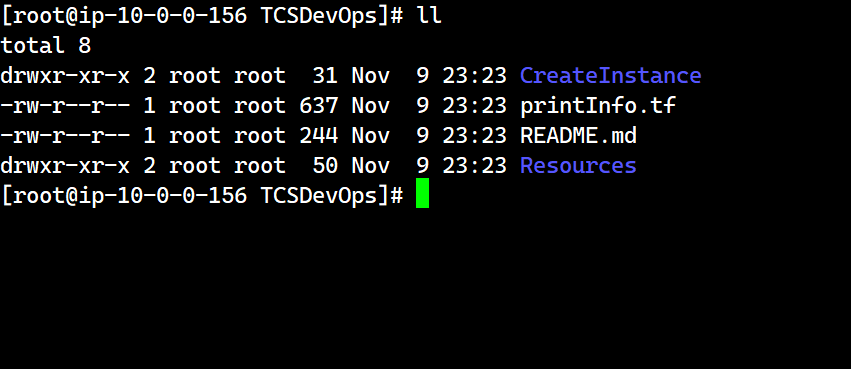 [root@ip-10-0-0-156 TCSDevOps]# ll
total 8
drwxr-xr-x 2 root root  31 Nov  9 23:23 CreateInstance
-rw-r--r-- 1 root root 637 Nov  9 23:23 printInfo.tf
-rw-r--r-- 1 root root 244 Nov  9 23:23 README.md
drwxr-xr-x 2 root root  50 Nov  9 23:23 Resources
[root@ip-10-0-0-156 TCSDevOps]#